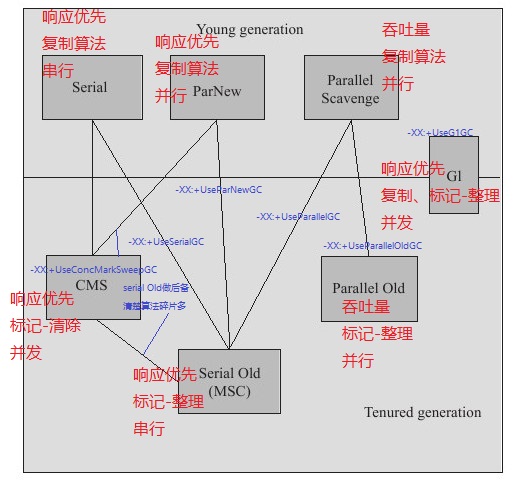 Young generation
响应优先
复制算法
串行
Serial
响应优先
复制算法
并行
ParNew
吞吐量
复制算法
并行
Parallel
Scavenge
-XX:+UseG1GC
Gl
响应优先
复制、标记-整理
并发
-XX:+UseParNewGC
-XX:+UseParallelGC
-XX:+UseSerialGC
-XX:+UseParallelOldGC
-XX:+UseConcMarkSweepGC
CMS
serial Old做后备
清楚算法碎片多
响应优先
标记-清除
并发
Parallel Old
吞吐量
标记-整理
并行
Serial Old
(MSC)
响应优先
标记-整理
串行
Tenured generation